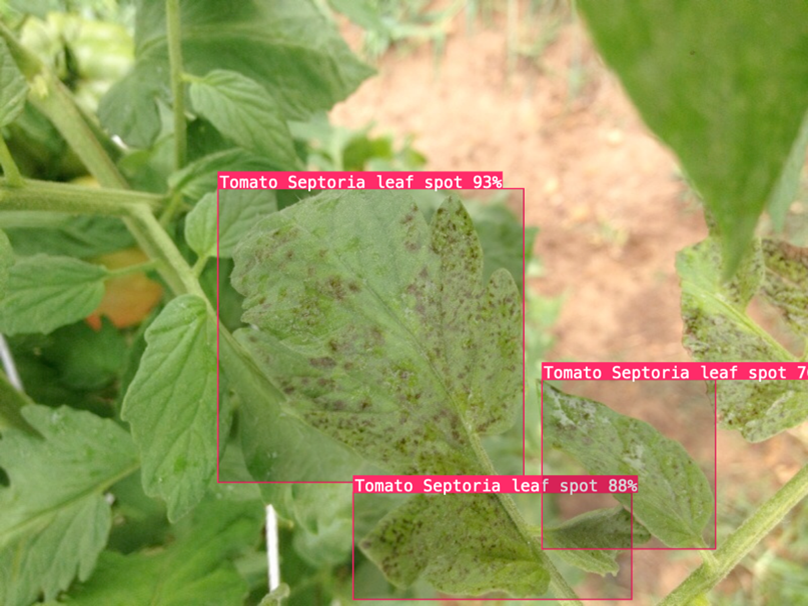 Tomato Septoria leaf spot 93%
Tomato Septoria leaf spot 7
Tomato Septoria leaf spot 88%